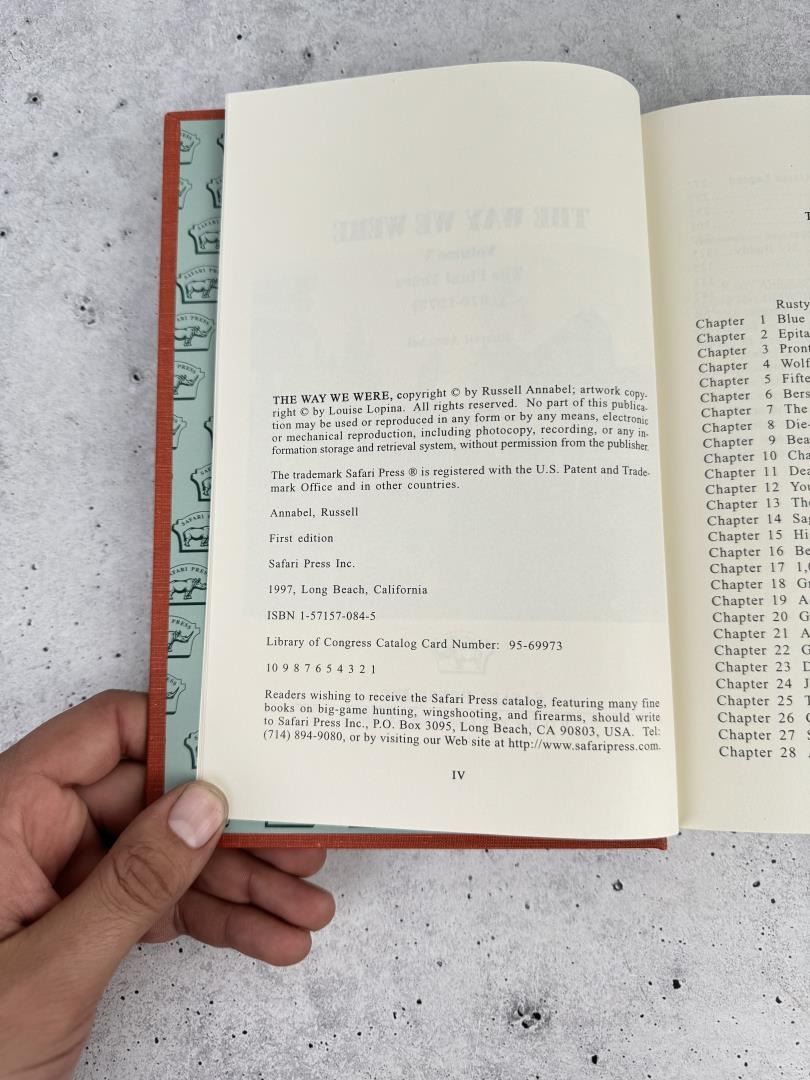 THE WAY WE WERE, copyright © by Russell Annabel; artwork copy-
right © by Louise Lopina. All rights reserved. No part of this publica-
tion may be used or reproduced in any form or by any means, electronic
or mechanical reproduction, including photocopy, recording, or any in-
formation storage and retrieval system, without permission from the publisher.
The trademark Safari Press ® is registered with the U.S. Patent and Trade-
mark Office and in other countries.
Annabel, Russell
First edition
Safari Press Inc.
1997, Long Beach, California
ISBN 1-57157-084-5
Library of Congress Catalog Card Number: 95-69973
10 9 8 7 6 5 4 3 2 1
Readers wishing to receive the Safari Press catalog, featuring many fine
books on big-game hunting, wingshooting, and firearms, should write
to Safari Press Inc., P.O. Box 3095, Long Beach, CA 90803, USA. Tel:
(714) 894-9080, or by visiting our Web site at http://www.safaripress.com.
IV
Rusty
Chapter 1 Blue
Chapter 2 Epita
Chapter 3 Pront
Chapter 4 Wolf
Chapter 5 Fifte
Chapter 6 Bers
Chapter 7 The
Chapter 8 Die-
Chapter 9 Bea
Chapter 10 Cha
Chapter 11 Dea
Chapter 12 You
Chapter 13 The
Chapter 14 Sag
Chapter 15 Hi
Chapter 16 Be
Chapter 17 1,0
Chapter 18 Gr
Chapter 19 A
Chapter 20 G
Chapter 21 A
Chapter 22 G
Chapter 23 D
Chapter 24 J
Chapter 25 T
Chapter 26
Chapter 27
Chapter 28
SAFARI PRESS